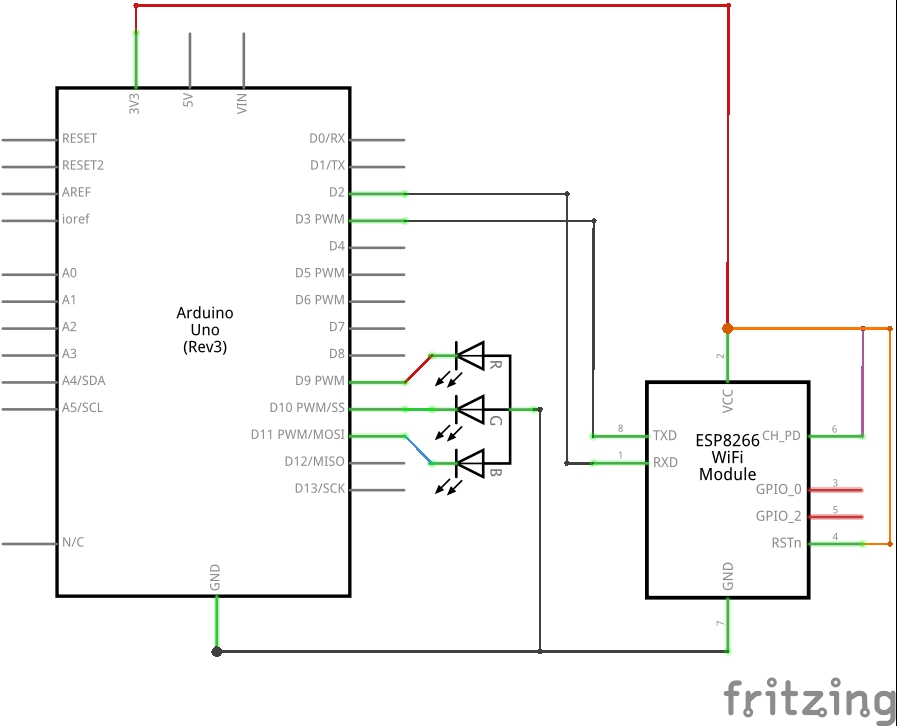 3V3
5V
VIN
RESET
RESET2
AREF
ioref
A0
A1
A2
A3
A4/SDA
A5/SCL
N/C
Arduino
Uno
(Rev3)
D0/RX
D1/TX
D2
D3 PWM
D4
D5 PWM
D6 PWM
D7
D8
D9 PWM
D10 PWM/SS
D11 PWM/MOSI
D12/MISO
D13/SCK
GND
R
G
B
2
VCC
8 TXD
1 RXD
ESP8266
WiFi
Module
CH_PD 6
GPIO_0 3
GPIO_2 5
RSTn 4
GND
7
fritzing